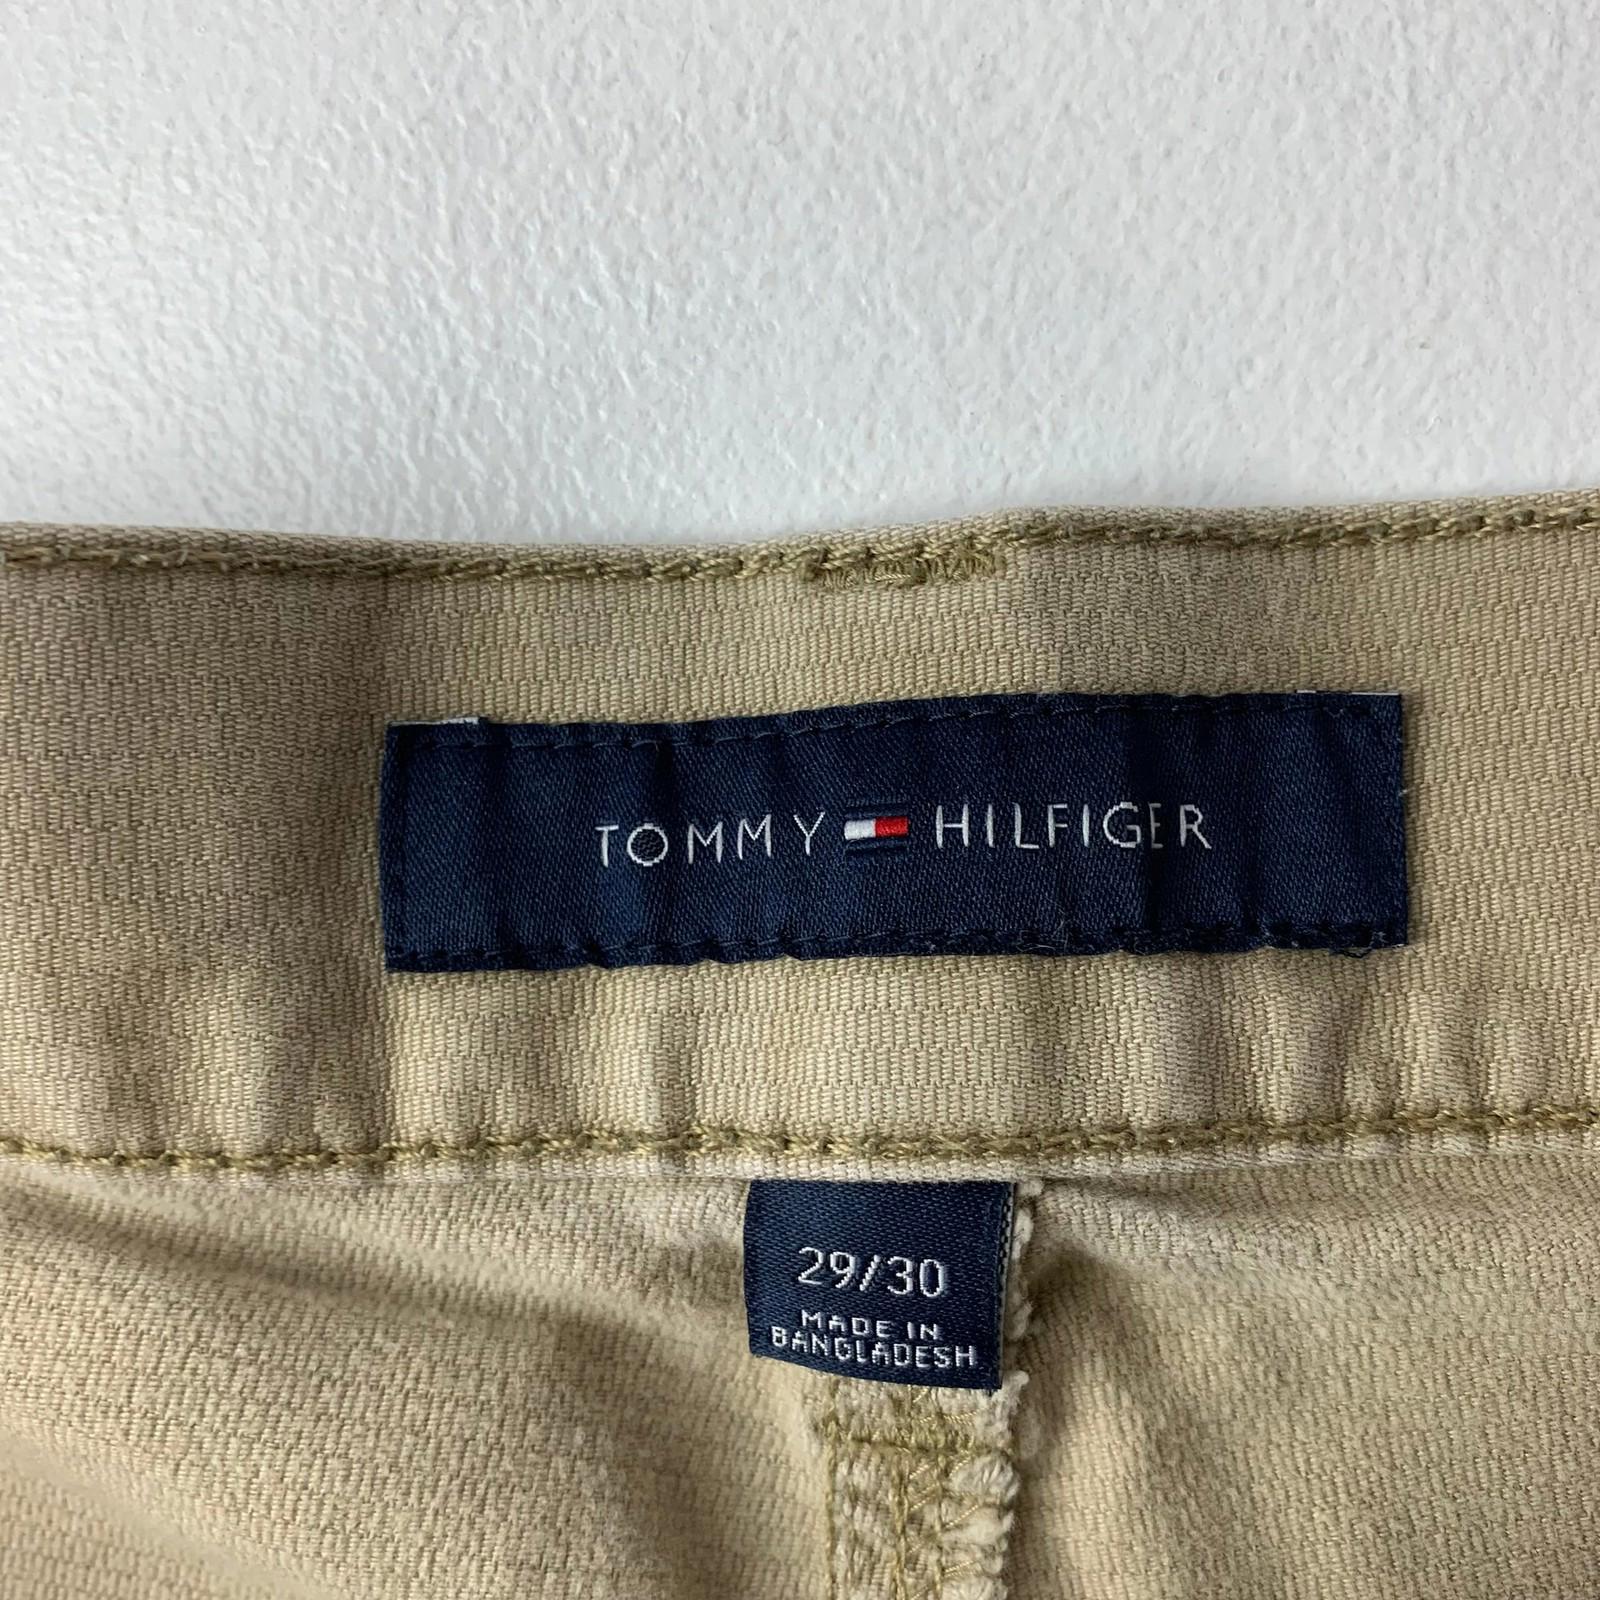 TOMMY HILFIGER
29/30
MADE IN
BANGLADESH